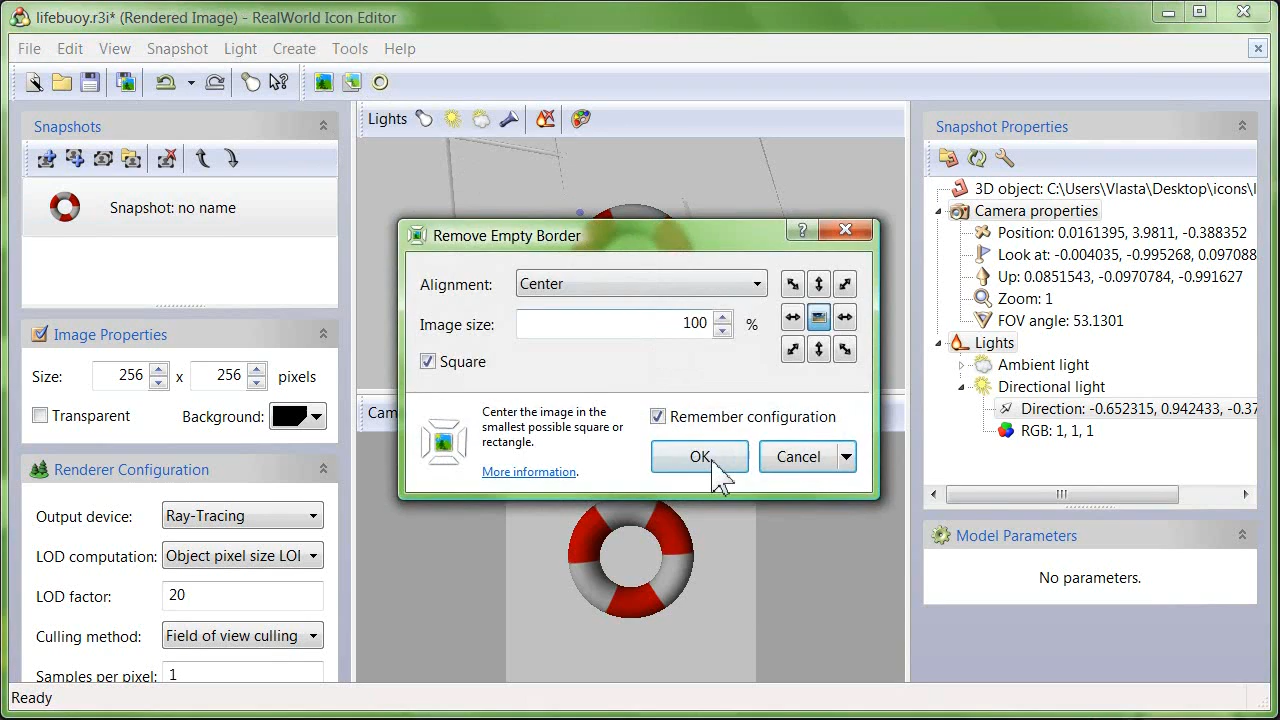 lifebuoy.r3i* (Rendered Image) - RealWorld Icon Editor
File Edit View Snapshot Light Create Tools Help
Snapshots
Snapshot: no name
Image Properties
Size: 256 x 256 pixels
Transparent Background:
Renderer Configuration
Output device: Ray-Tracing
LOD computation: Object pixel size LOI
LOD factor: 20
Culling method: Field of view culling
Samples per pixel: 1
Lights
Cam
Remove Empty Border
Alignment: Center
Image size: 100 %
Square
Center the image in the
smallest possible square or
rectangle.
More information.
Remember configuration
OK Cancel
Snapshot Properties
3D object: C:\Users\Vlasta\Desktop\icons\l
Camera properties
Position: 0.0161395, 3.9811, -0.388352
Look at: -0.004035, -0.995268, 0.070988
Up: 0.0851543, -0.0970784, -0.991627
Zoom: 1
FOV angle: 53.1301
Lights
Ambient light
Directional light
Direction: -0.652315, 0.942433, -0.37
RGB: 1, 1, 1
Model Parameters
No parameters.
Ready